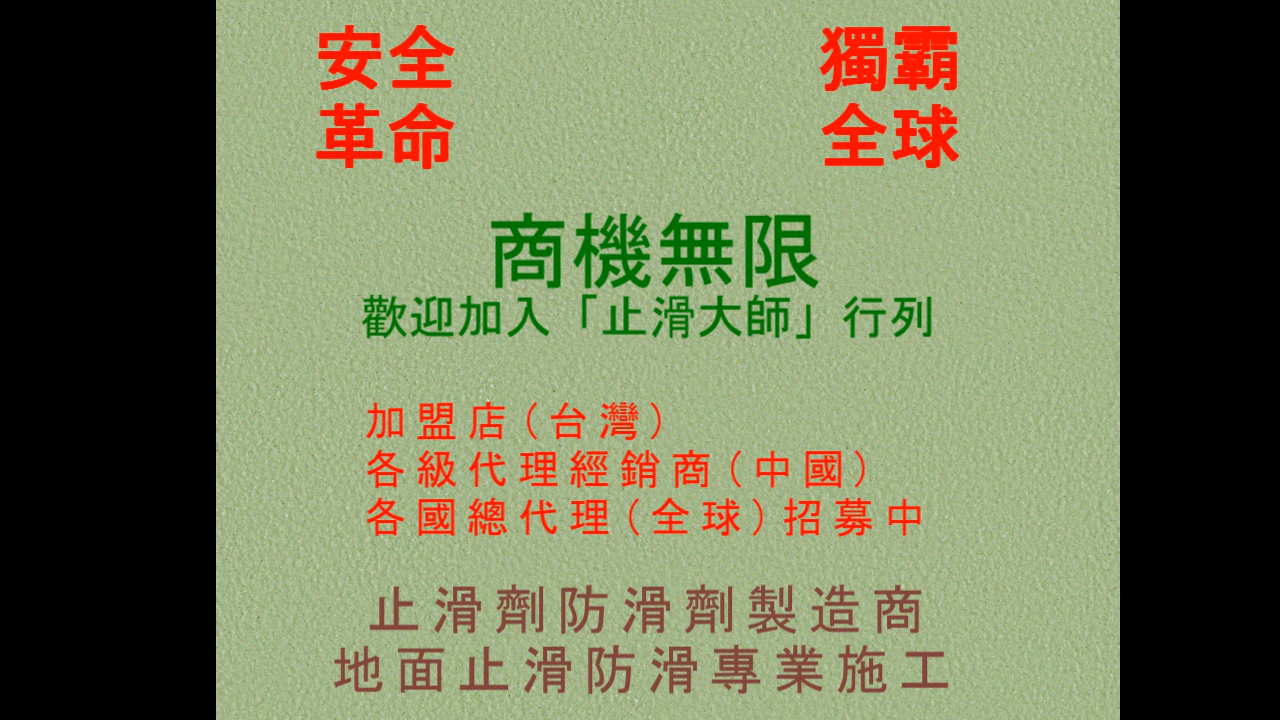 安全
革命
獨霸
全球
商機無限
歡迎加入「止滑大師」行列
加盟店(台灣)
各級代理經銷商(中國)
各國總代理(全球)招募中
止滑劑防滑劑製造商
地面止滑防滑專業施工